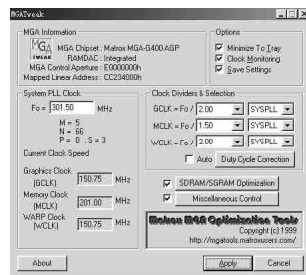 MGATweak
MGA Information
MGA
TWEAK
MGA Chipset : Matrox MGA-G400 AGP
RAMDAC : Integrated
MGA Control Aperture : E0000000h
Mapped Linear Address : CC234000h
Options
Minimize To Tray
Clock Monitoring
Save Settings
System PLL Clock
Fo = 301.50 MHz
M = 5
N = 66
P = 0 . S = 3
Current Clock Speed
Graphics Clock
(GCLK) 150.75 MHz
Memory Clock
(MCLK) 201.00 MHz
WARP Clock
(WCLK) 150.75 MHz
Clock Dividers & Selection
GCLK = Fo / 2.00 SYSPLL
MCLK = Fo / 1.50 SYSPLL
WCLK = Fo / 2.00 SYSPLL
Auto Duty Cycle Correction
SDRAM/SGRAM Optimization
Miscellaneous Control
Matrox MGA Optimization Tools
Copyright (c) 1999
http://mgatools.matroxusers.com/
About
Apply
Cancel